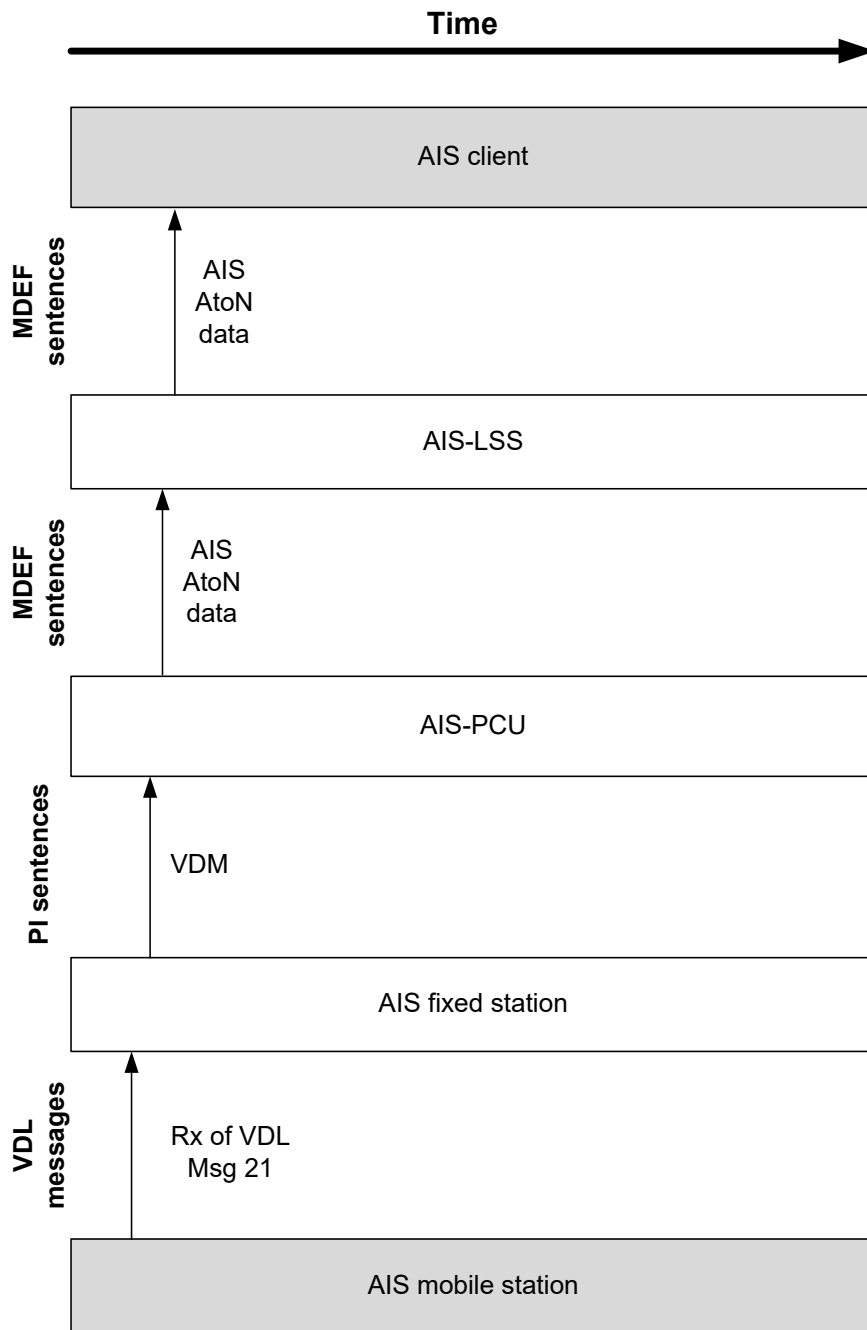 Time
AIS client
MDEF
sentences
AIS
AtoN
data
AIS-LSS
MDEF
sentences
AIS
AtoN
data
AIS-PCU
PI sentences
VDM
AIS fixed station
VDL
messages
Rx of VDL
Msg 21
AIS mobile station